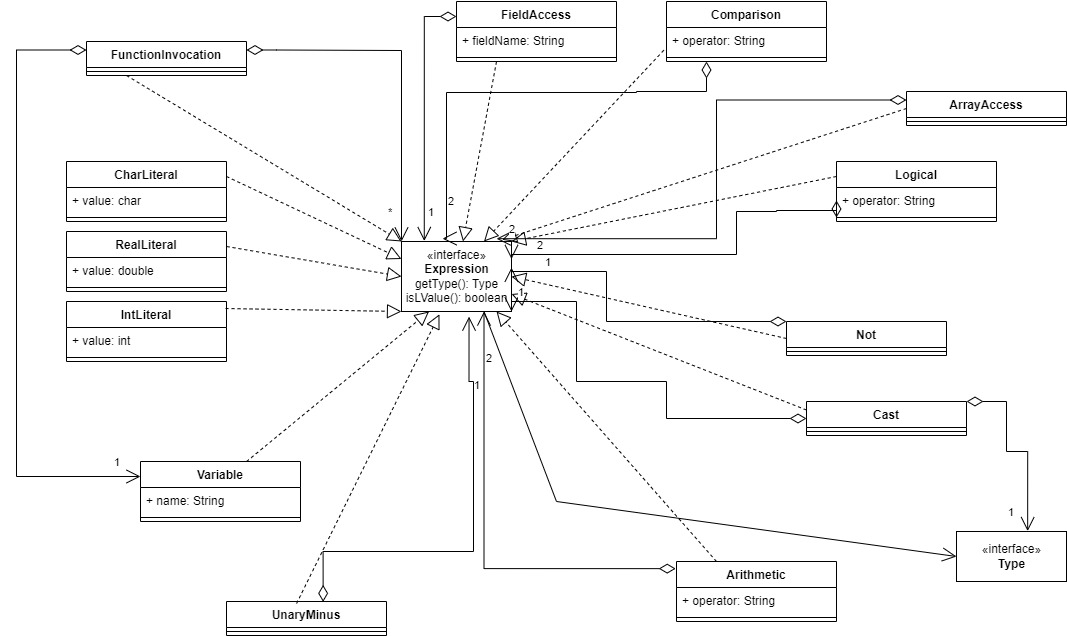 FieldAccess
+ fieldName: String
Comparison
+ operator: String
FunctionInvocation
ArrayAccess
CharLiteral
+ value: char
Logical
+ operator: String
2
*
1
2
2
RealLiteral
+ value: double
«interface»
Expression
getType(): Type
isLValue(): boolean
1
1
IntLiteral
+ value: int
Not
2
1
Cast
1
Variable
+ name: String
1
«interface»
Type
Arithmetic
+ operator: String
UnaryMinus